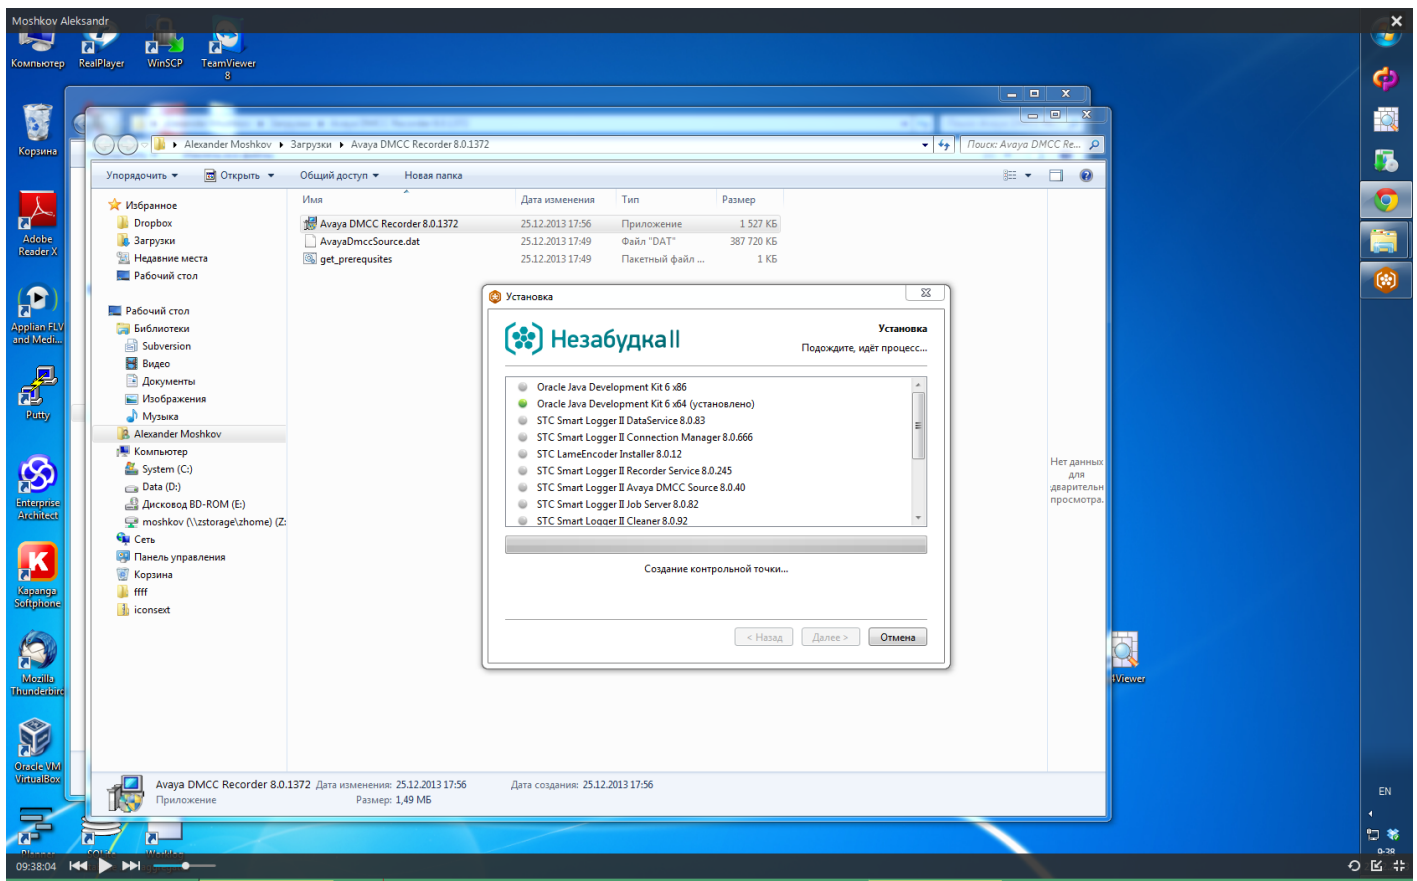 Moshkov Aleksandr
Компьютер
RealPlayer
WinSCP
TeamViewer
8
Корзина
Adobe
Reader X
Applian FLV
and Medi...
Putty
Enterprise
Architect
Kapanga
Softphone
Mozilla
Thunderbird
Oracle VM
VirtualBox
Alexander Moshkov
Загрузки
Avaya DMCC Recorder 8.0.1372
Поиск: Avaya DMCC Re...
Упорядочить
Открыть
Общий доступ
Новая папка
Избранное
Dropbox
Загрузки
Недавние места
Рабочий стол
Рабочий стол
Библиотеки
Subversion
Видео
Документы
Изображения
Музыка
Alexander Moshkov
Компьютер
System (C:)
Data (D:)
Дисковод BD-ROM (E:)
moshkov (\\zstorage\zhome) (Z:
Сеть
Панель управления
Корзина
ffff
iconsext
Имя Дата изменения Тип Размер
Avaya DMCC Recorder 8.0.1372 25.12.2013 17:56 Приложение 1 527 КБ
AvayaDmccSource.dat 25.12.2013 17:49 Файл "DAT" 387 720 КБ
get_prerequsites 25.12.2013 17:49 Пакетный файл ... 1 КБ
Установка
НезабудкаII
Установка
Подождите, идёт процесс...
Oracle Java Development Kit 6 x86
Oracle Java Development Kit 6 x64 (установлено)
STC Smart Logger II DataService 8.0.83
STC Smart Logger II Connection Manager 8.0.666
STC LameEncoder Installer 8.0.12
STC Smart Logger II Recorder Service 8.0.245
STC Smart Logger II Avaya DMCC Source 8.0.40
STC Smart Logger II Job Server 8.0.82
STC Smart Logger II Cleaner 8.0.92
Создание контрольной точки...
< Назад
Далее >
Отмена
Нет данных
для
дварительн
просмотра.
4Viewer
Avaya DMCC Recorder 8.0.1372 Дата изменения: 25.12.2013 17:56 Дата создания: 25.12.2013 17:56
Приложение Размер: 1,49 МБ
EN
9:38
09:38:04